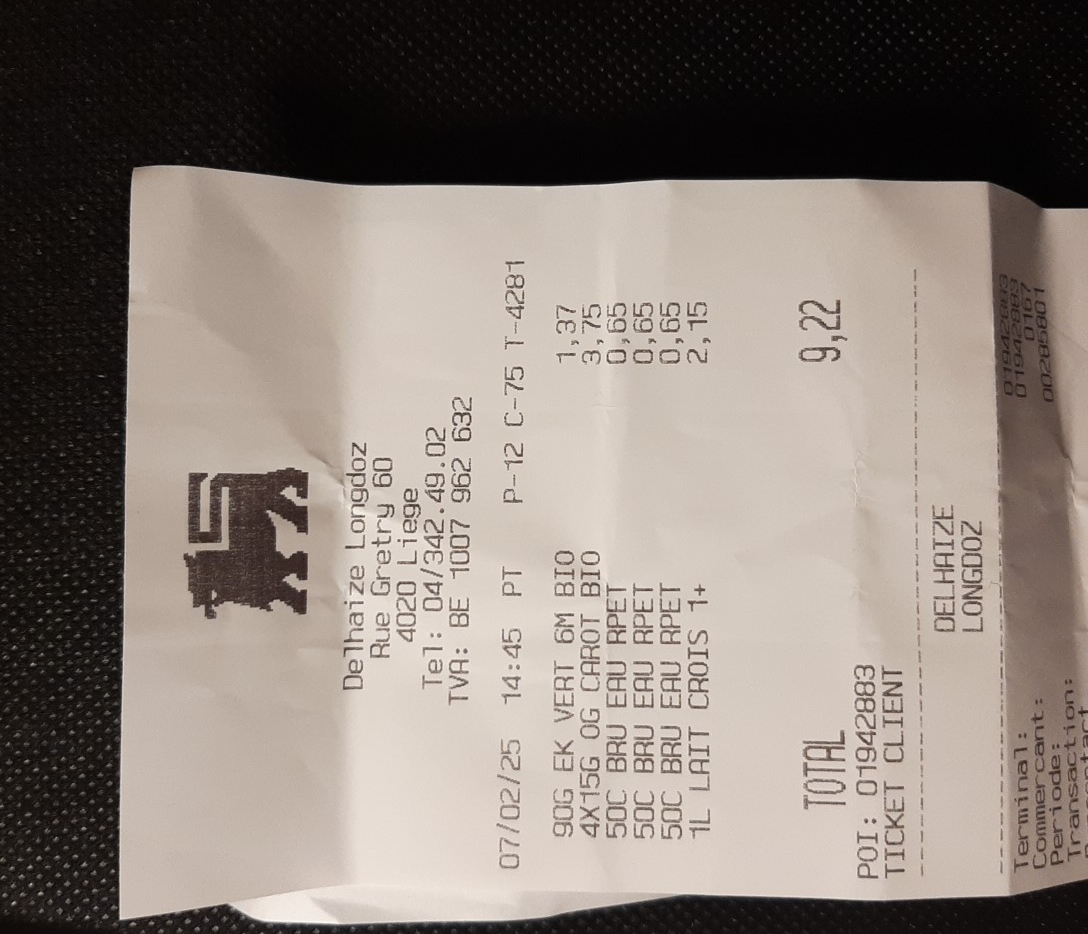 Delhaize Longdoz
Rue Gretry 60
4020 Liege
Tel: 04/342.49.02
TVA: BE 1007 962 632
07/02/25 14:45 PT P-12 C-75 T-4281
90G EK VERT 6M BIO 1,37
4X15G OG CAROT BIO 3,75
50C BRU EAU RPET 0,65
50C BRU EAU RPET 0,65
50C BRU EAU RPET 0,65
1L LAIT CROIS 1+ 2,15
TOTAL 9,22
POI: 01942883
TICKET CLIENT
DELHAIZE
LONGDOZ
Terminal: 01942883
Commercant: 01942883
Periode: 0167
Transaction: 00285801